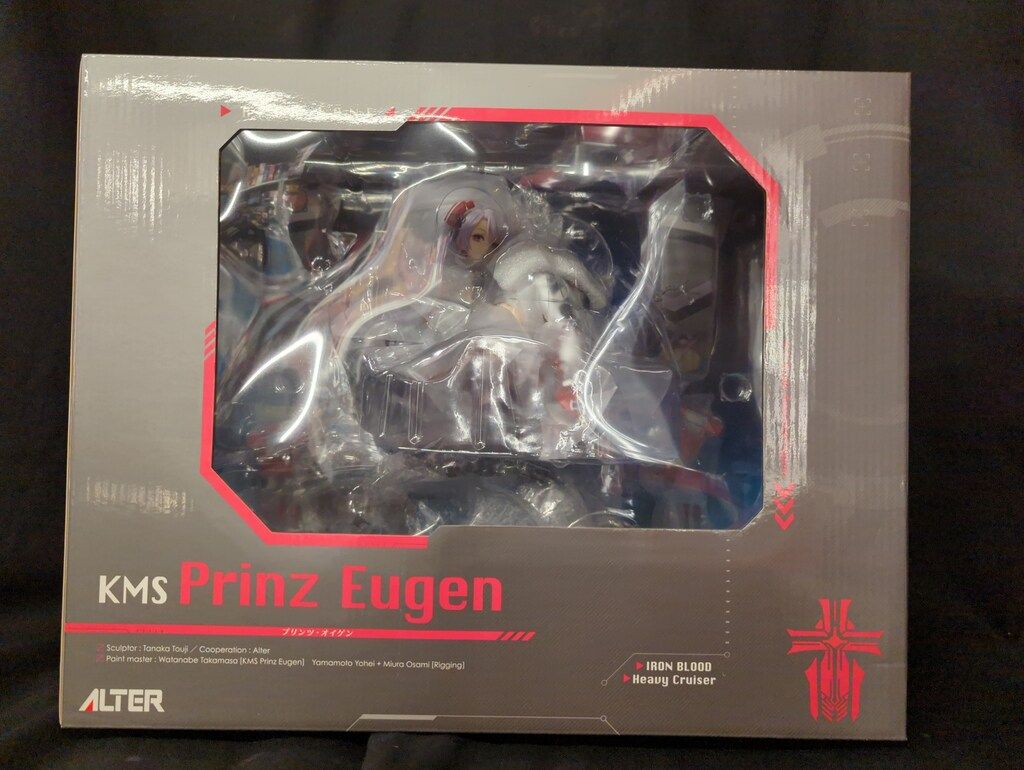 KMS Prinz Eugen
プリンツ・オイゲン
Sculptor : Tanaka Touji / Cooperation : Alter
Paint master : Watanabe Takamasa [KMS Prinz Eugen] Yamamoto Yohei + Miura Osami [Rigging]
IRON BLOOD
Heavy Cruiser
ALTER